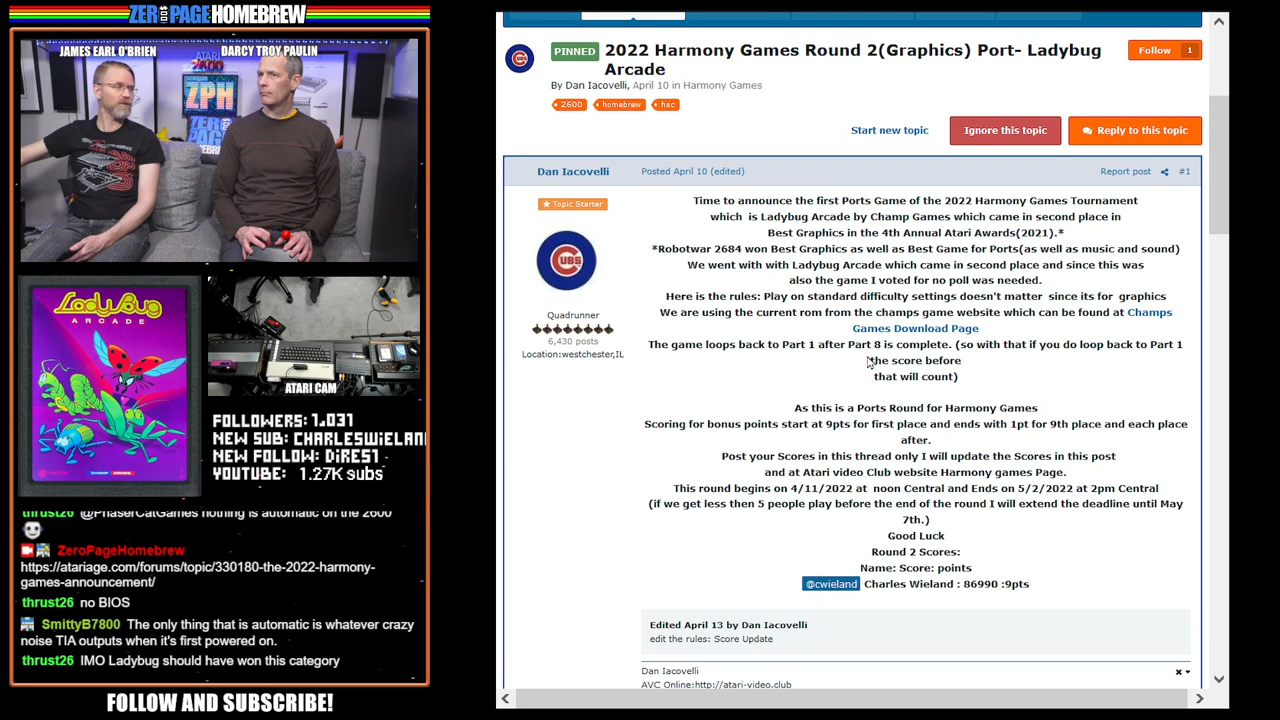 ZERO PAGE HOMEBREW
JAMES EARL O'BRIEN
DARCY TROY PAULIN
ATARI
2600
ZPH
LadyBug
ARCADE
ATARI CAM
FOLLOWERS: 1,031
NEW SUB: CHARLESWIELAN
NEW FOLLOW: DIRE51
YOUTUBE: 1.27K subs
thrust26 @PhaserCatGames nothing is automatic on the 2600
ZeroPageHomebrew
https://atariage.com/forums/topic/330180-the-2022-harmony-
games-announcement/
thrust26 no BIOS
SmittyB7800 The only thing that is automatic is whatever crazy
noise TIA outputs when it's first powered on.
thrust26 IMO Ladybug should have won this category
FOLLOW AND SUBSCRIBE!
PINNED 2022 Harmony Games Round 2(Graphics) Port- Ladybug
Arcade
Follow 1
By Dan Iacovelli, April 10 in Harmony Games
2600 homebrew hsc
Start new topic Ignore this topic Reply to this topic
Dan Iacovelli Posted April 10 (edited) Report post #1
Topic Starter
CUBS
Quadrunner
6,430 posts
Location:westchester,IL
Time to announce the first Ports Game of the 2022 Harmony Games Tournament
which is Ladybug Arcade by Champ Games which came in second place in
Best Graphics in the 4th Annual Atari Awards(2021).*
*Robotwar 2684 won Best Graphics as well as Best Game for Ports(as well as music and sound)
We went with with Ladybug Arcade which came in second place and since this was
also the game I voted for no poll was needed.
Here is the rules: Play on standard difficulty settings doesn't matter since its for graphics
We are using the current rom from the champs game website which can be found at Champs
Games Download Page
The game loops back to Part 1 after Part 8 is complete. (so with that if you do loop back to Part 1
the score before
that will count)
As this is a Ports Round for Harmony Games
Scoring for bonus points start at 9pts for first place and ends with 1pt for 9th place and each place
after.
Post your Scores in this thread only I will update the Scores in this post
and at Atari video Club website Harmony games Page.
This round begins on 4/11/2022 at noon Central and Ends on 5/2/2022 at 2pm Central
(if we get less then 5 people play before the end of the round I will extend the deadline until May
7th.)
Good Luck
Round 2 Scores:
Name: Score: points
@cwieland Charles Wieland : 86990 :9pts
Edited April 13 by Dan Iacovelli
edit the rules: Score Update
Dan Iacovelli
AVC Online:http://atari-video.club